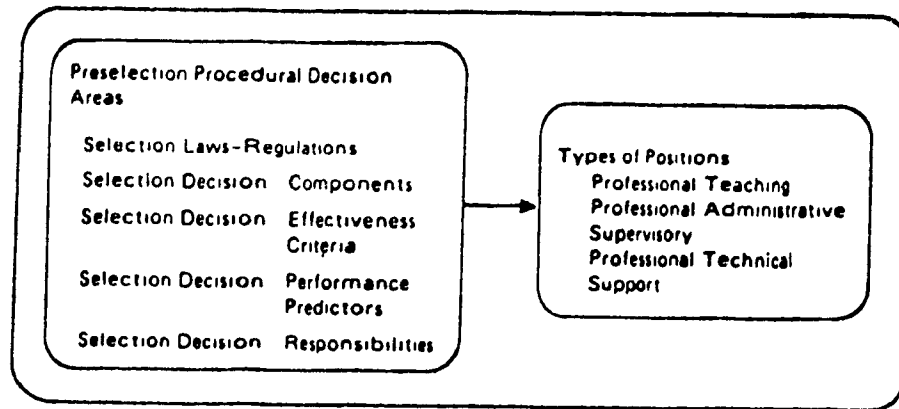 Preselection Procedural Decision
Areas
Selection Laws-Regulations
Selection Decision Components
Selection Decision Effectiveness
Criteria
Selection Decision Performance
Predictors
Selection Decision Responsibilities
Types of Positions
Professional Teaching
Professional Administrative
Supervisory
Professional Technical
Support